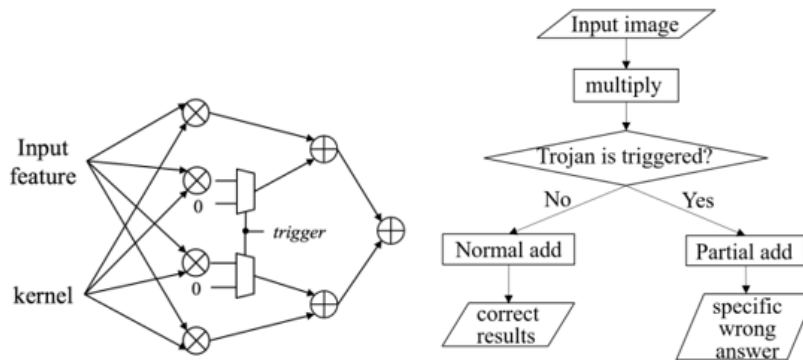 Input
feature
kernel
0
0
trigger
Input image
multiply
Trojan is triggered?
No
Yes
Normal add
Partial add
correct
results
specific
wrong
answer